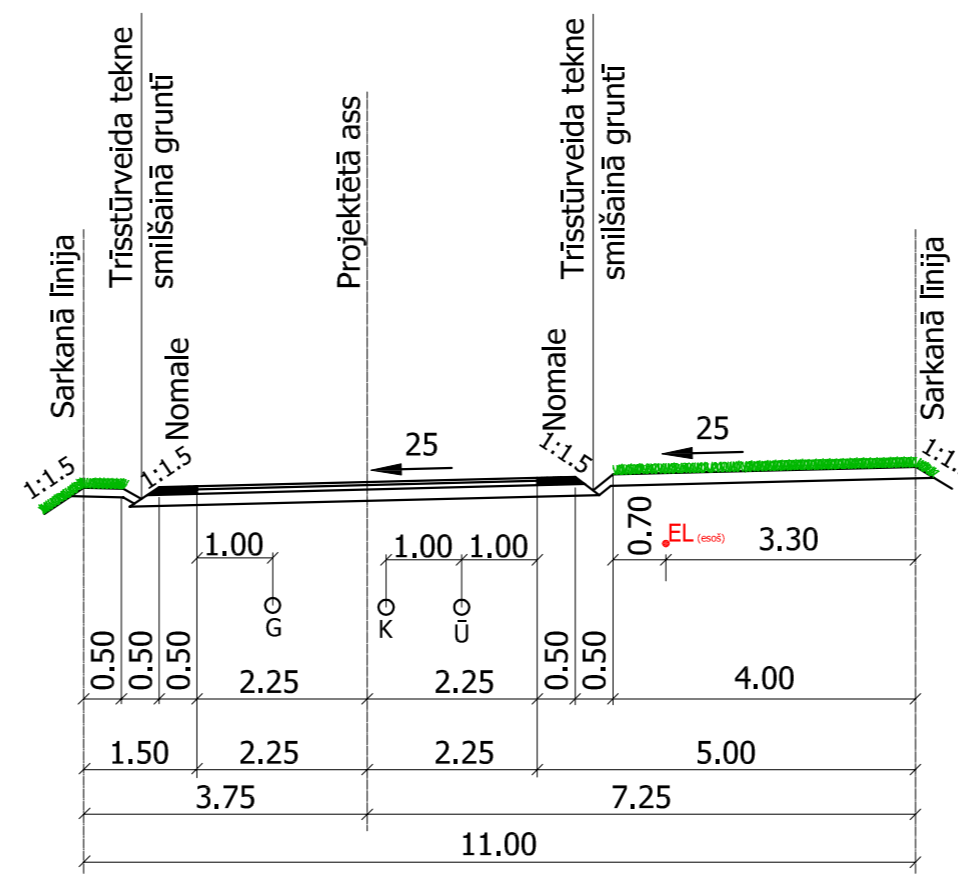 Sarkanā līnija
Trīsstūrveida tekne
smilšainā gruntī
Nomale
Projektētā ass
Nomale
Trīsstūrveida tekne
smilšainā gruntī
Sarkanā līnija
1:1.5
1:1.5
25
1:1.5
25
1:1.
1.00
1.00
1.00
0.70
EL (esoš)
3.30
G
K
Ū
0.50
0.50
0.50
2.25
2.25
0.50
0.50
4.00
1.50
2.25
2.25
5.00
3.75
7.25
11.00